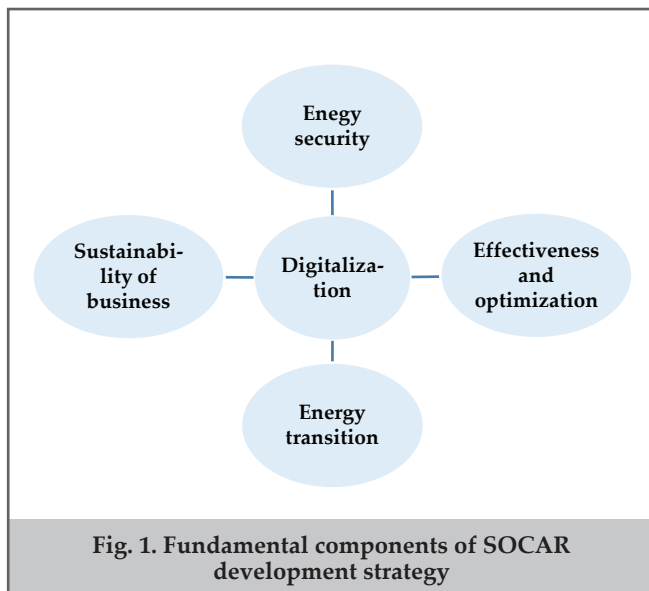 Enegy
security
Sustainabi-
lity of
business
Digitaliza-
tion
Effectiveness
and
optimization
Energy
transition
Fig. 1. Fundamental components of SOCAR
development strategy